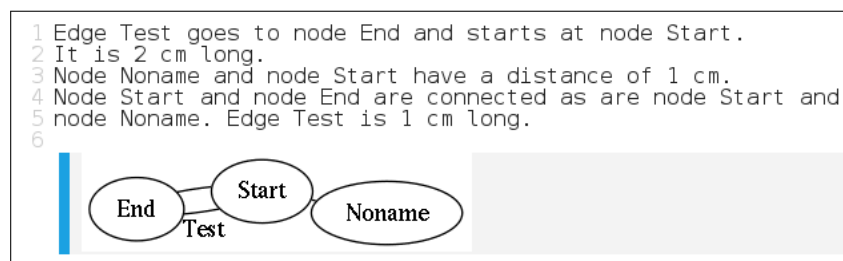 1 Edge Test goes to node End and starts at node Start.
2 It is 2 cm long.
3 Node Noname and node Start have a distance of 1 cm.
4 Node Start and node End are connected as are node Start and
5 node Noname. Edge Test is 1 cm long.
6
Start
End
Noname
Test